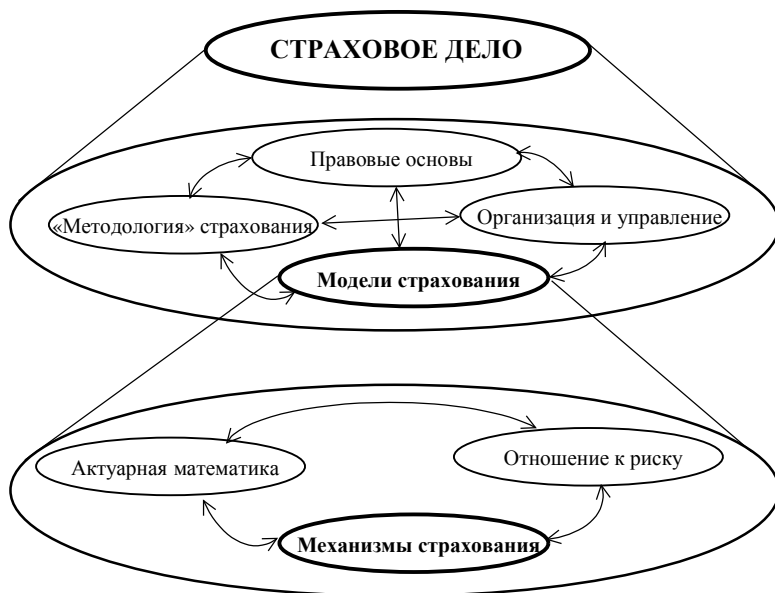 СТРАХОВОЕ ДЕЛО
Правовые основы
«Методология» страхования
Организация и управление
Модели страхования
Актуарная математика
Отношение к риску
Механизмы страхования